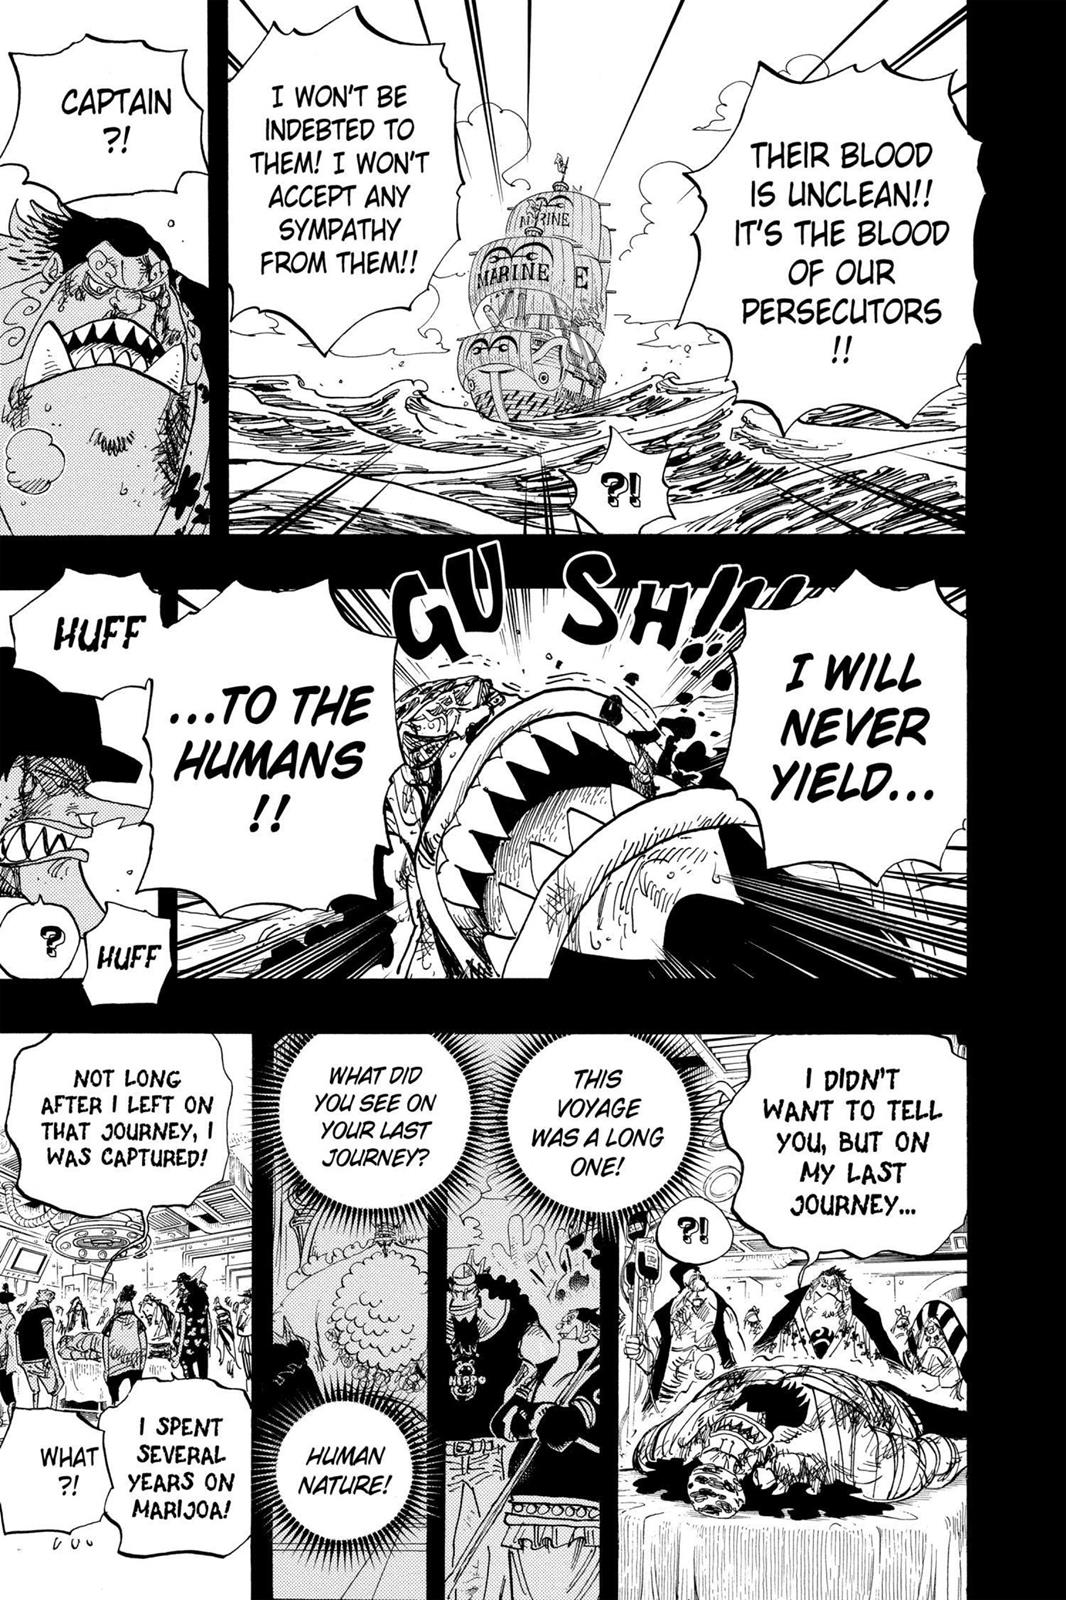 THEIR BLOOD
IS UNCLEAN!!
IT'S THE BLOOD
OF OUR
PERSECUTORS
!!
MARINE
MARINE
E
?!
I WON'T BE
INDEBTED TO
THEM! I WON'T
ACCEPT ANY
SYMPATHY
FROM THEM!!
CAPTAIN
?!
I WILL
NEVER
YIELD...
GUSH!!
...TO THE
HUMANS
!!
HUFF
?
HUFF
I DIDN'T
WANT TO TELL
YOU, BUT ON
MY LAST
JOURNEY...
?!
THIS
VOYAGE
WAS A LONG
ONE!
HIPPO
WHAT DID
YOU SEE ON
YOUR LAST
JOURNEY?
HUMAN
NATURE!
NOT LONG
AFTER I LEFT ON
THAT JOURNEY, I
WAS CAPTURED!
I SPENT
SEVERAL
YEARS ON
MARIJOA!
WHAT
?!